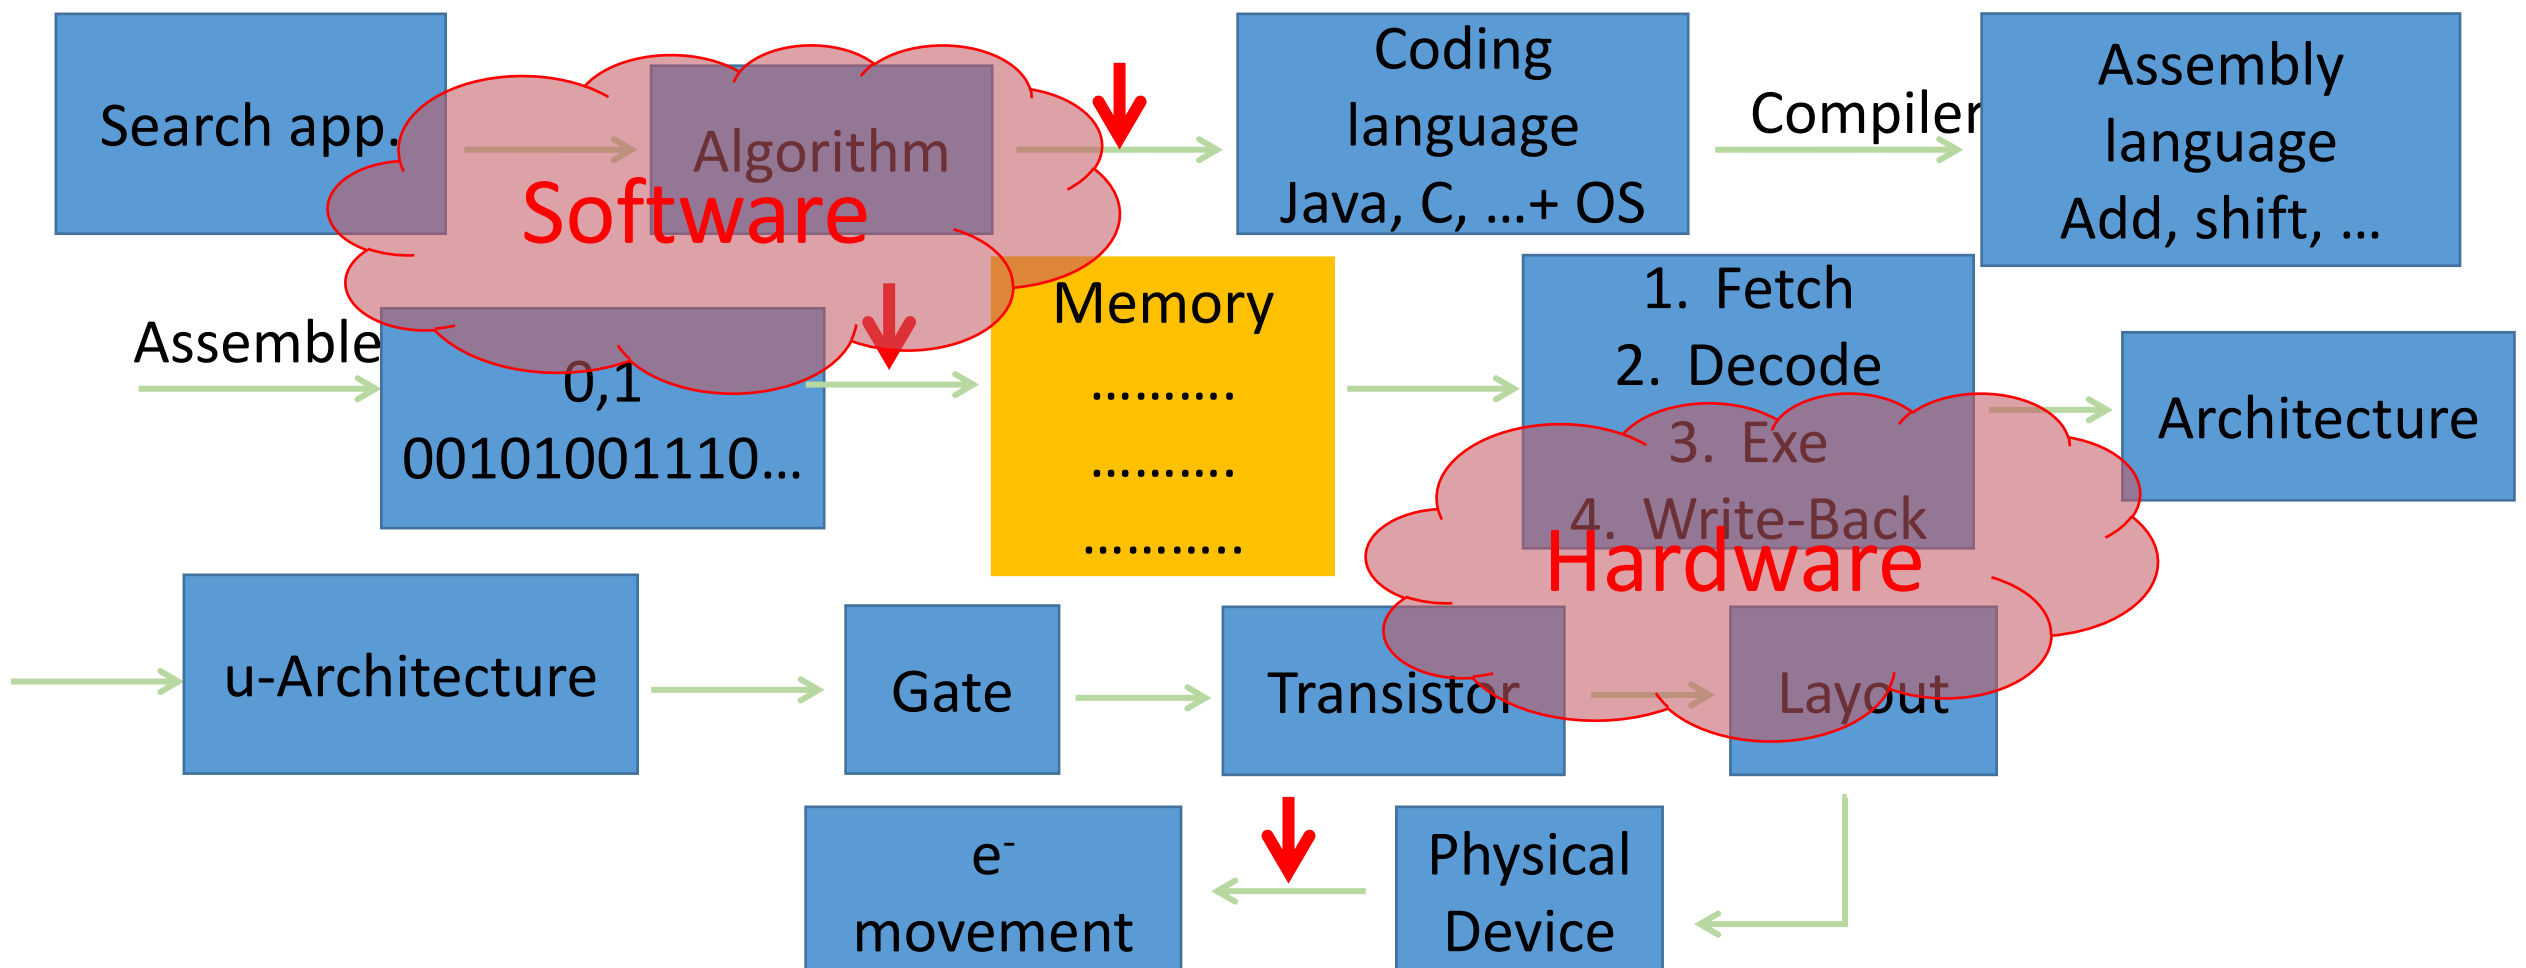 Search app.
Algorithm
Software
Coding
language
Java, C, …+ OS
Compiler
Assembly
language
Add, shift, …
Assemble
0,1
00101001110…
Memory
……….
……….
………..
1. Fetch
2. Decode
3. Exe
4. Write-Back
Hardware
Architecture
u-Architecture
Gate
Transistor
Layout
Physical
Device
e-
movement